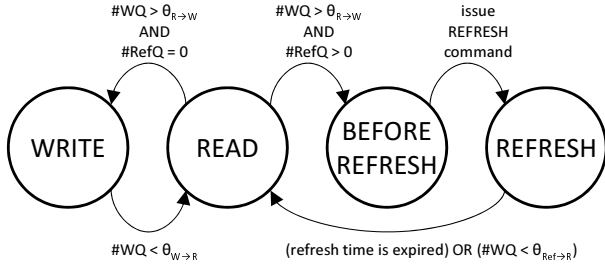 #WQ > θR→W
AND
#RefQ = 0
#WQ > θR→W
AND
#RefQ > 0
issue
REFRESH
command
WRITE
READ
BEFORE
REFRESH
REFRESH
#WQ < θW→R
(refresh time is expired) OR (#WQ < θRef→R)